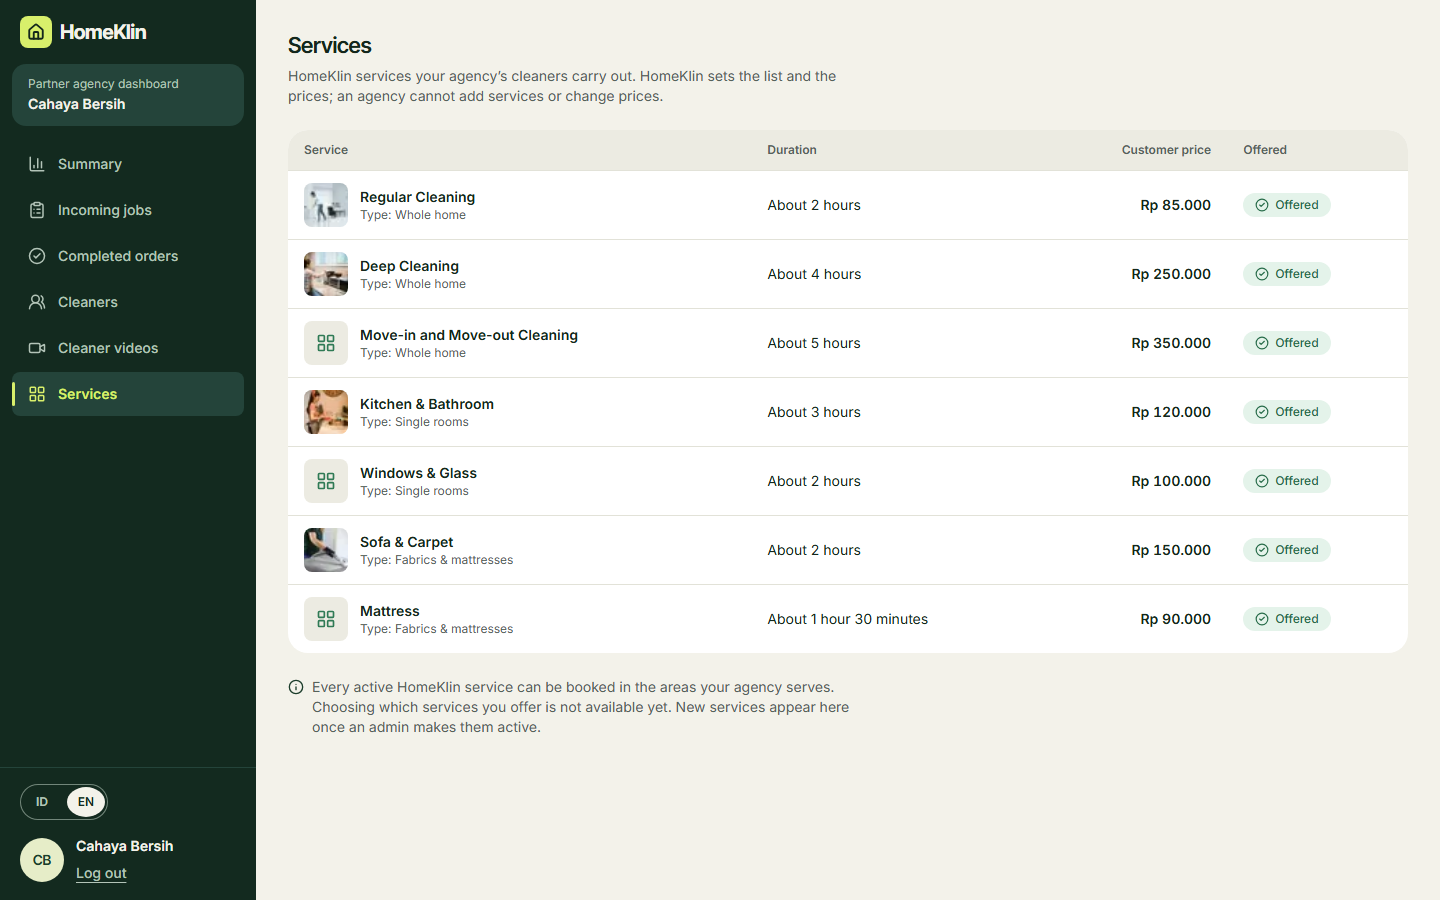 HomeKlin
Partner agency dashboard
Cahaya Bersih
Summary
Incoming jobs
Completed orders
Cleaners
Cleaner videos
Services
ID
EN
CB
Cahaya Bersih
Log out
Services
HomeKlin services your agency’s cleaners carry out. HomeKlin sets the list and the
prices; an agency cannot add services or change prices.
Service Duration Customer price Offered
Regular Cleaning
Type: Whole home
About 2 hours
Rp 85.000
Offered
Deep Cleaning
Type: Whole home
About 4 hours
Rp 250.000
Offered
Move-in and Move-out Cleaning
Type: Whole home
About 5 hours
Rp 350.000
Offered
Kitchen & Bathroom
Type: Single rooms
About 3 hours
Rp 120.000
Offered
Windows & Glass
Type: Single rooms
About 2 hours
Rp 100.000
Offered
Sofa & Carpet
Type: Fabrics & mattresses
About 2 hours
Rp 150.000
Offered
Mattress
Type: Fabrics & mattresses
About 1 hour 30 minutes
Rp 90.000
Offered
Every active HomeKlin service can be booked in the areas your agency serves.
Choosing which services you offer is not available yet. New services appear here
once an admin makes them active.